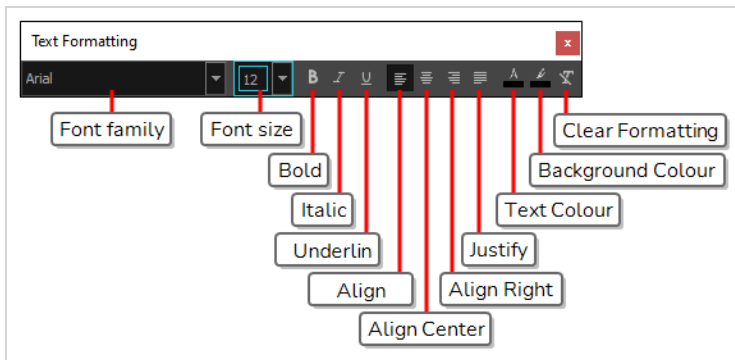 Text Formatting
x
Arial
12
B I U
A
Font family
Font size
Clear Formatting
Bold
Background Colour
Italic
Text Colour
Underlin
Justify
Align
Align Right
Align Center